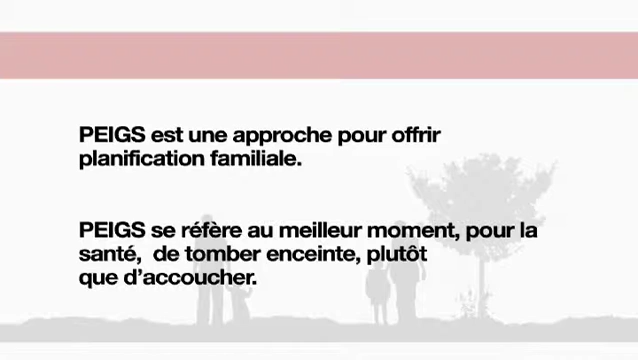 PEIGS est une approche pour offrir
planification familiale.
PEIGS se réfère au meilleur moment, pour la
santé,  de tomber enceinte, plutôt
que d’accoucher.